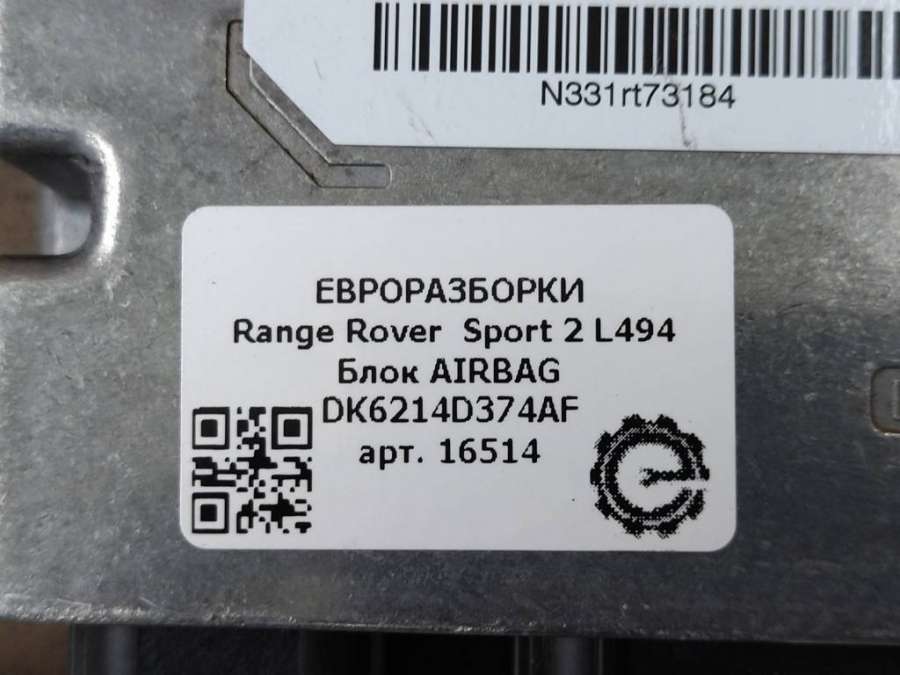 N331rt73184
ЕВРОРАЗБОРКИ
Range Rover Sport 2 L494
Блок AIRBAG
DK6214D374AF
арт. 16514